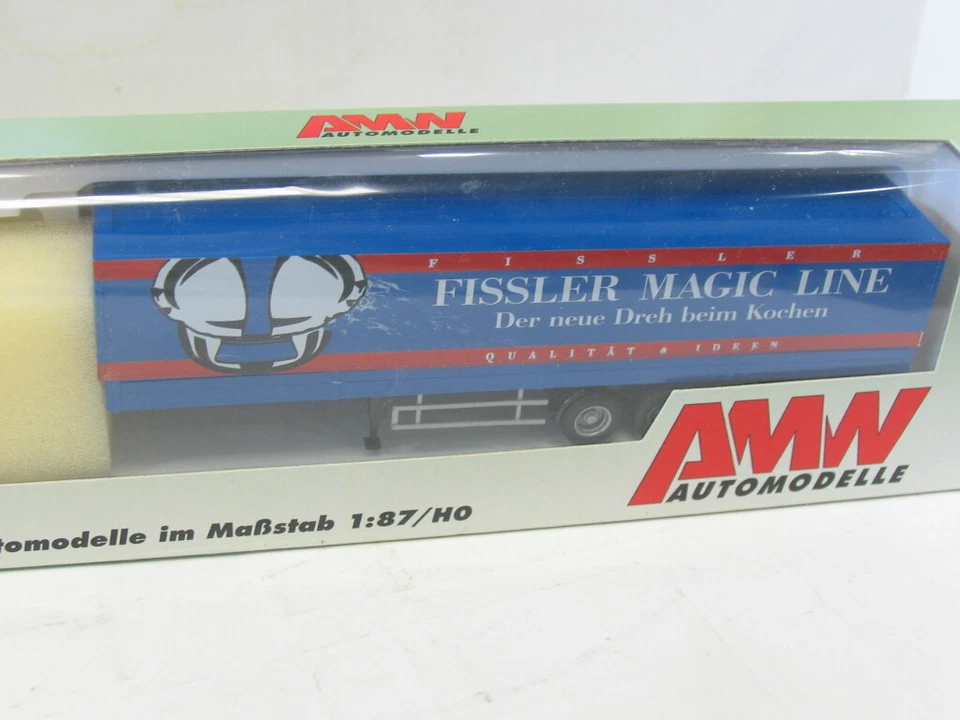 AMW
AUTOMODELLE
FISSLER
FISSLER MAGIC LINE
Der neue Dreh beim Kochen
QUALITÄT & IDEEN
AMW
AUTOMODELLE
tomodelle im Maßstab 1:87/H0